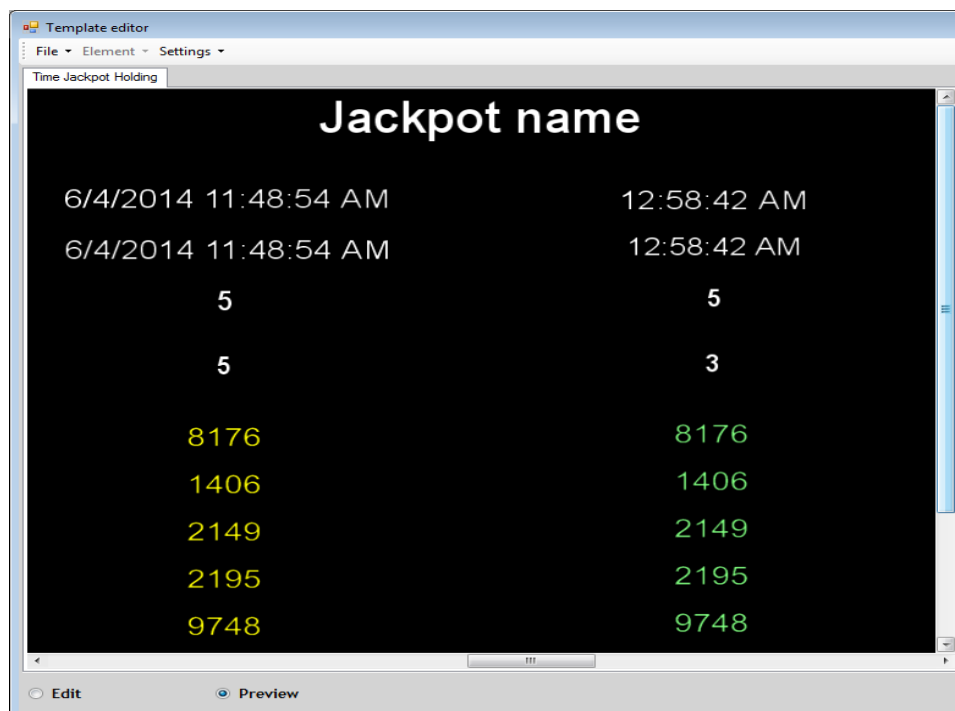 Template editor
File Element Settings
Time Jackpot Holding
Jackpot name
6/4/2014 11:48:54 AM 12:58:42 AM
6/4/2014 11:48:54 AM 12:58:42 AM
5 5
5 3
8176 8176
1406 1406
2149 2149
2195 2195
9748 9748
Edit Preview